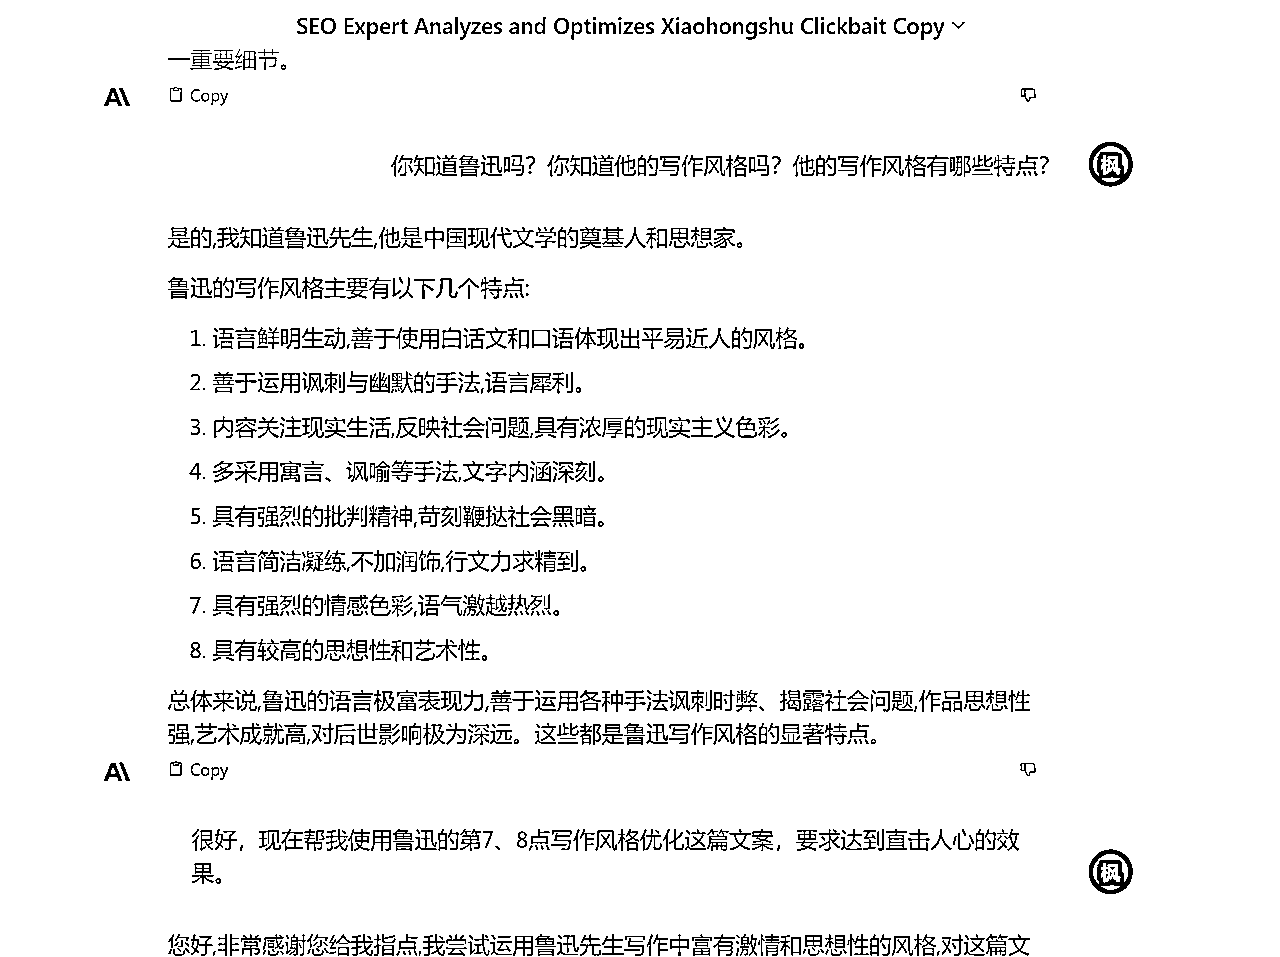 SEO Expert Analyzes and Optimizes Xiaohongshu Clickbait Copy
一重要细节。
A\ Copy
你知道鲁迅吗？你知道他的写作风格吗？他的写作风格有哪些特点？ 枫
是的,我知道鲁迅先生,他是中国现代文学的奠基人和思想家。
鲁迅的写作风格主要有以下几个特点:
1. 语言鲜明生动,善于使用白话文和口语体现出平易近人的风格。
2. 善于运用讽刺与幽默的手法,语言犀利。
3. 内容关注现实生活,反映社会问题,具有浓厚的现实主义色彩。
4. 多采用寓言、讽喻等手法,文字内涵深刻。
5. 具有强烈的批判精神,苛刻鞭挞社会黑暗。
6. 语言简洁凝练,不加润饰,行文力求精到。
7. 具有强烈的情感色彩,语气激越热烈。
8. 具有较高的思想性和艺术性。
总体来说,鲁迅的语言极富表现力,善于运用各种手法讽刺时弊、揭露社会问题,作品思想性
强,艺术成就高,对后世影响极为深远。这些都是鲁迅写作风格的显著特点。
A\ Copy
很好，现在帮我使用鲁迅的第7、8点写作风格优化这篇文案，要求达到直击人心的效
果。 枫
您好,非常感谢您给我指点,我尝试运用鲁迅先生写作中富有激情和思想性的风格,对这篇文